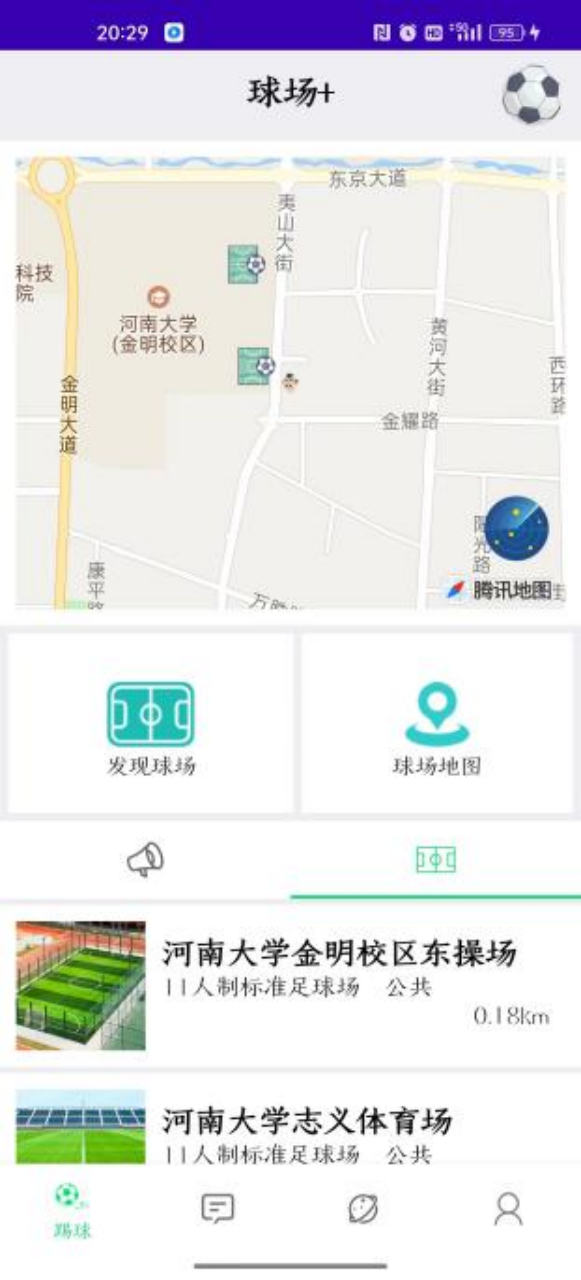 20:29
HD
5G
95
球场+
东京大道
夷山大街
科技
院
河南大学
(金明校区)
黄河大街
西环路
金明大道
金耀路
阳光路
康平路
腾讯地图
街
发现球场
球场地图
河南大学金明校区东操场
11人制标准足球场 公共
0.18km
河南大学志义体育场
11人制标准足球场 公共
踢球